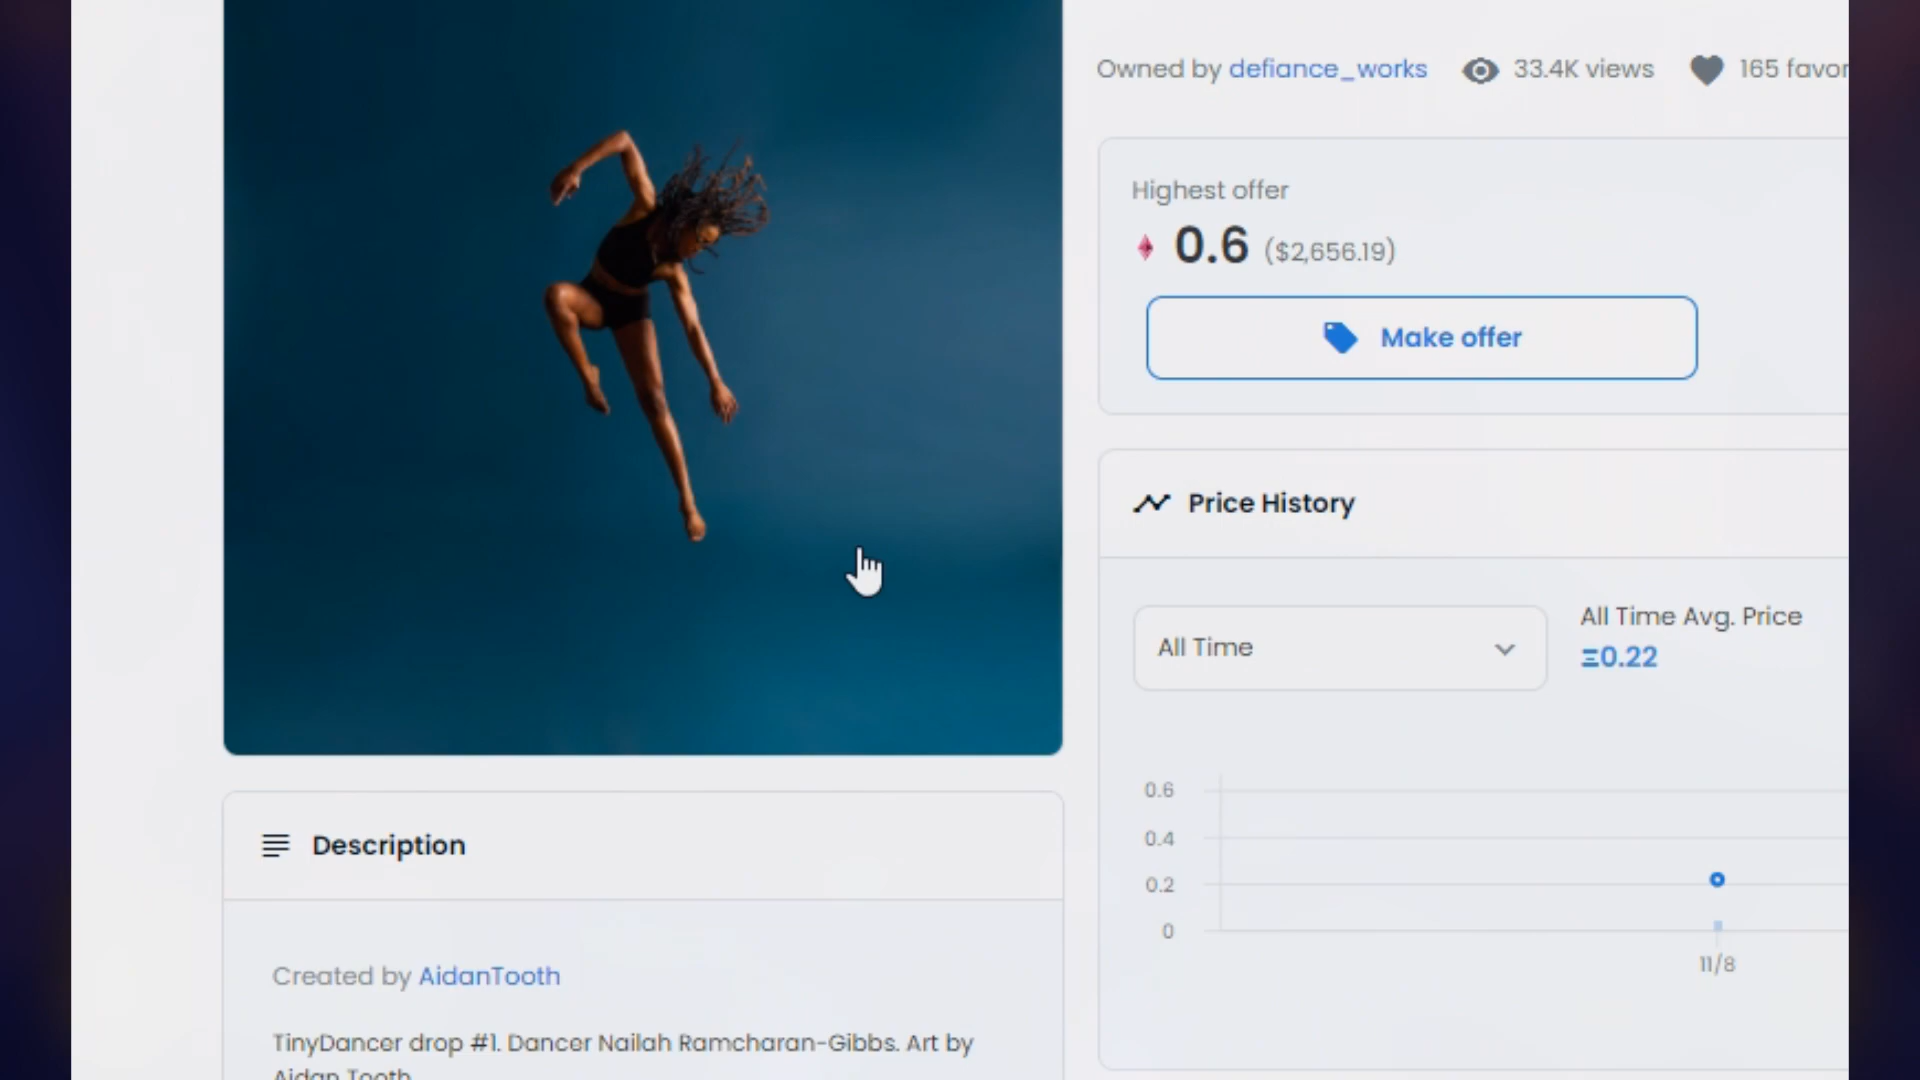 Owned by defiance_works 33.4K views 165 favor
Highest offer
0.6 ($2,656.19)
Make offer
Price History
All Time
All Time Avg. Price
Ξ0.22
0.6
0.4
0.2
0
11/8
Description
Created by AidanTooth
TinyDancer drop #1. Dancer Nailah Ramcharan-Gibbs. Art by
Aidan Tooth